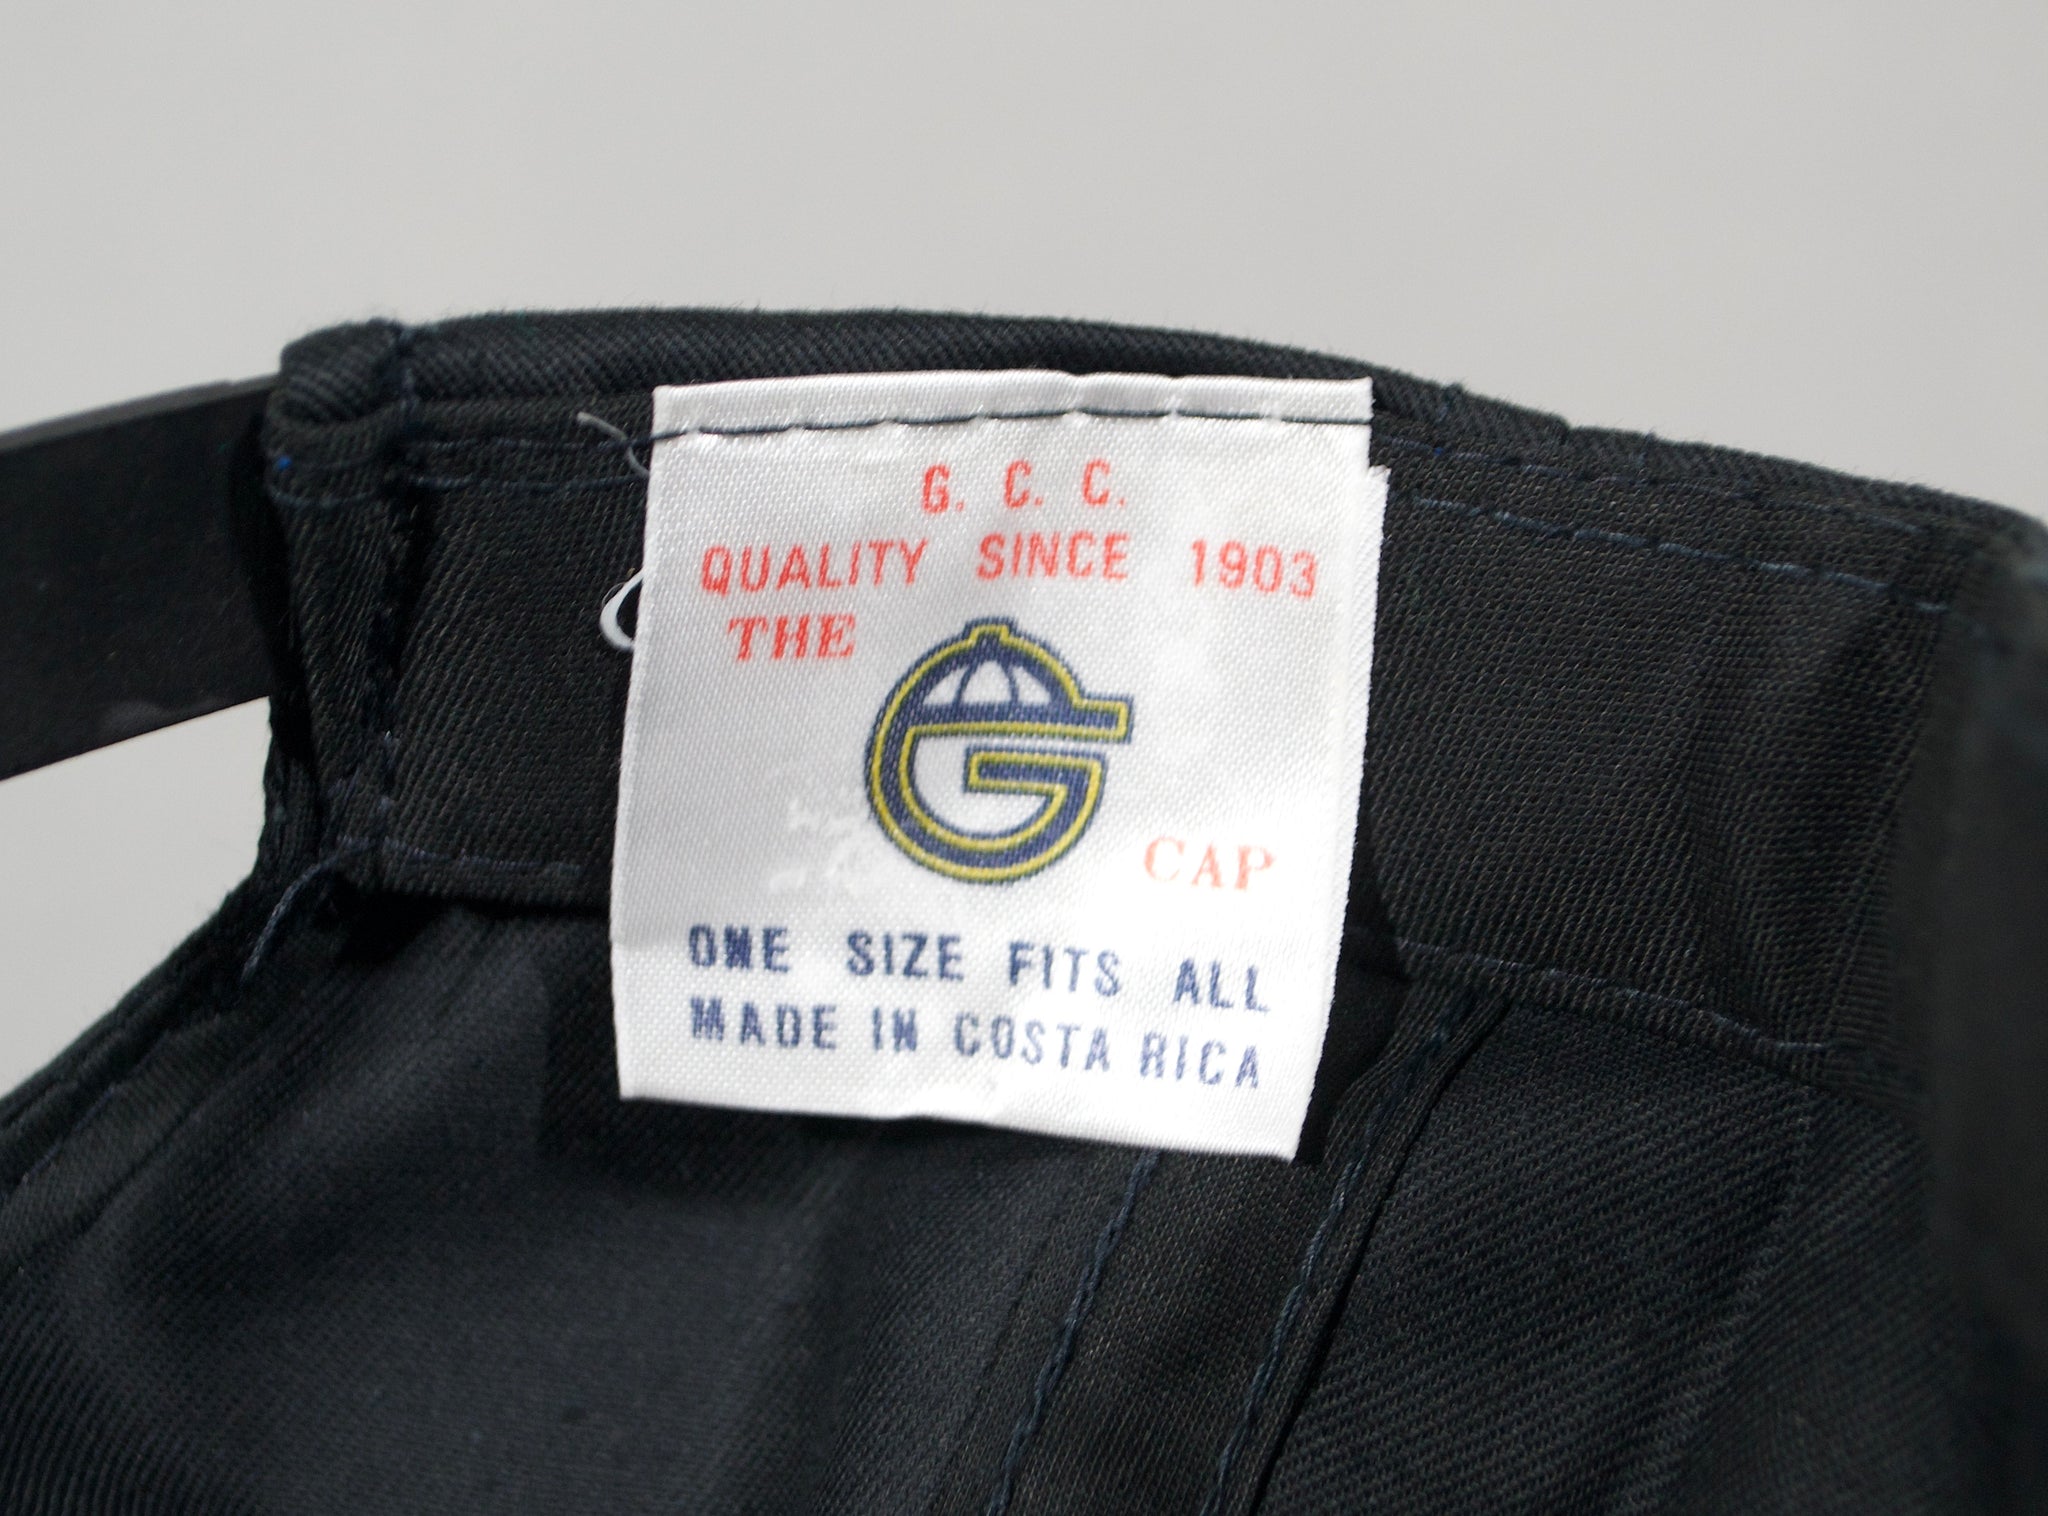 G. C. C.
QUALITY SINCE 1903
THE
G
CAP
ONE SIZE FITS ALL
MADE IN COSTA RICA